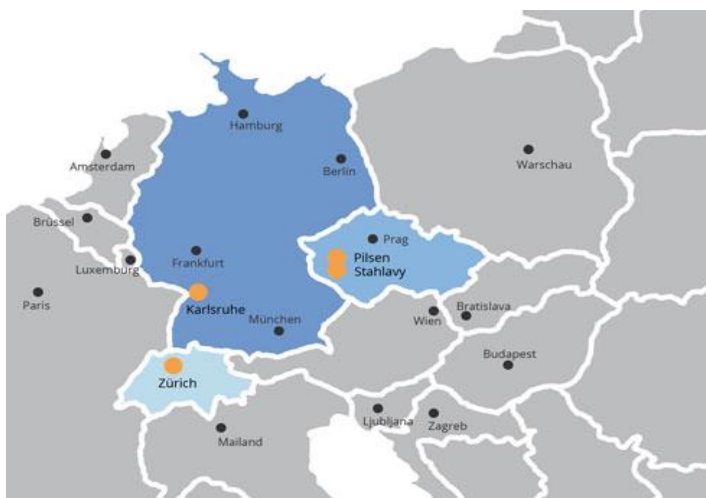 Hamburg
Amsterdam
Berlin
Warschau
Brüssel
Prag
Luxemburg
Frankfurt
Pilsen
Stahlavy
Paris
Karlsruhe
München
Wien
Bratislava
Budapest
Zürich
Ljubljana
Zagreb
Mailand